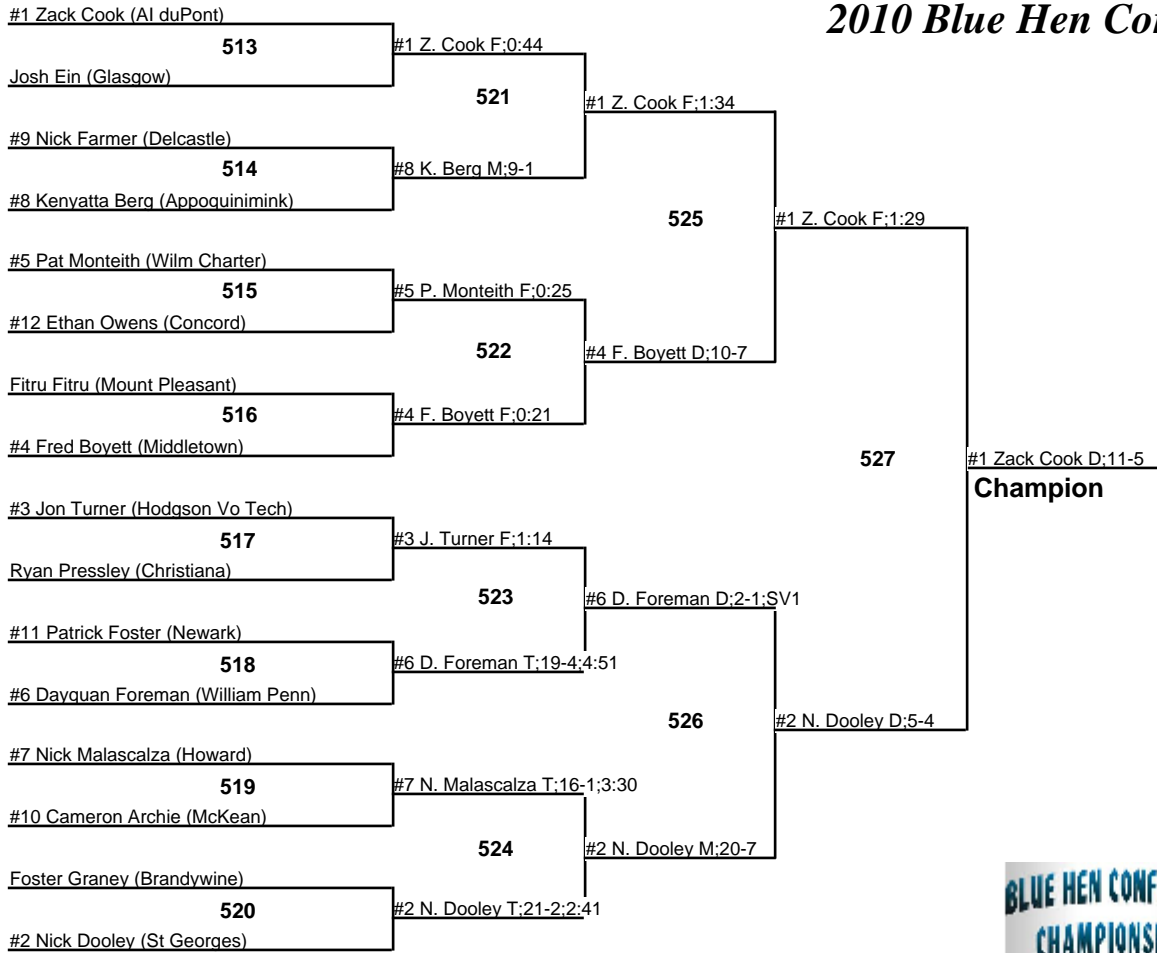 2010 Blue Hen Con
#1 Zack Cook (AI duPont)
513
Josh Ein (Glasgow)
#1 Z. Cook F;0:44
521
#9 Nick Farmer (Delcastle)
514
#8 Kenyatta Berg (Appoquinimink)
#8 K. Berg M;9-1
#1 Z. Cook F;1:34
525
#5 Pat Monteith (Wilm Charter)
515
#12 Ethan Owens (Concord)
#5 P. Monteith F;0:25
522
Fitru Fitru (Mount Pleasant)
516
#4 Fred Boyett (Middletown)
#4 F. Boyett F;0:21
#4 F. Boyett D;10-7
#1 Z. Cook F;1:29
527
#1 Zack Cook D;11-5
Champion
#3 Jon Turner (Hodgson Vo Tech)
517
Ryan Pressley (Christiana)
#3 J. Turner F;1:14
523
#11 Patrick Foster (Newark)
518
#6 Dayquan Foreman (William Penn)
#6 D. Foreman T;19-4;4:51
#6 D. Foreman D;2-1;SV1
526
#2 N. Dooley D;5-4
#7 Nick Malascalza (Howard)
519
#10 Cameron Archie (McKean)
#7 N. Malascalza T;16-1;3:30
524
#2 N. Dooley M;20-7
Foster Graney (Brandywine)
520
#2 Nick Dooley (St Georges)
#2 N. Dooley T;21-2;2:41
BLUE HEN CONF
CHAMPIONS